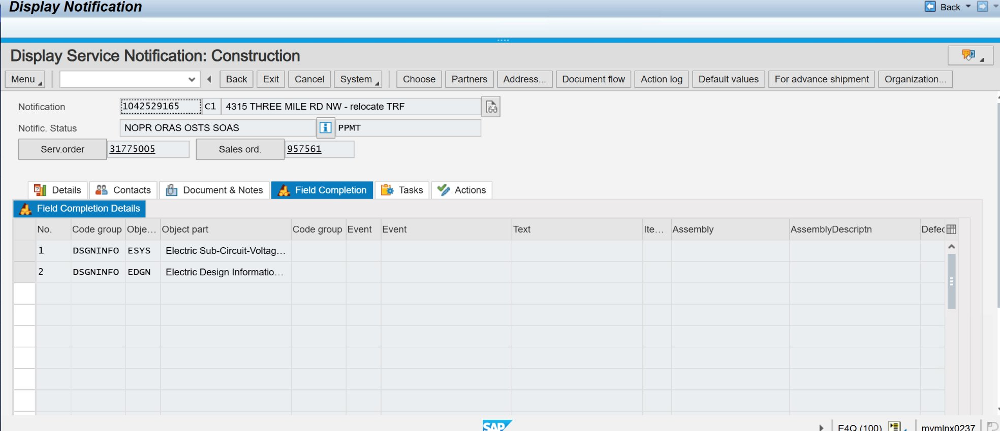 Display Notification
Back
Display Service Notification: Construction
Menu Back Exit Cancel System Choose Partners Address... Document flow Action log Default values For advance shipment Organization...
Notification 1042529165 C1 4315 THREE MILE RD NW - relocate TRF
Notific. Status NOPR ORAS OSTS SOAS PPMT
Serv.order 31775005 Sales ord. 957561
Details Contacts Document & Notes Field Completion Tasks Actions
Field Completion Details
No. Code group Obje... Object part Code group Event Event Text Ite... Assembly AssemblyDescriptn Defec
1 DSGNINFO ESYS Electric Sub-Circuit-Voltag...
2 DSGNINFO EDGN Electric Design Informatio...
SAP E4Q (100) mvmlnx0237